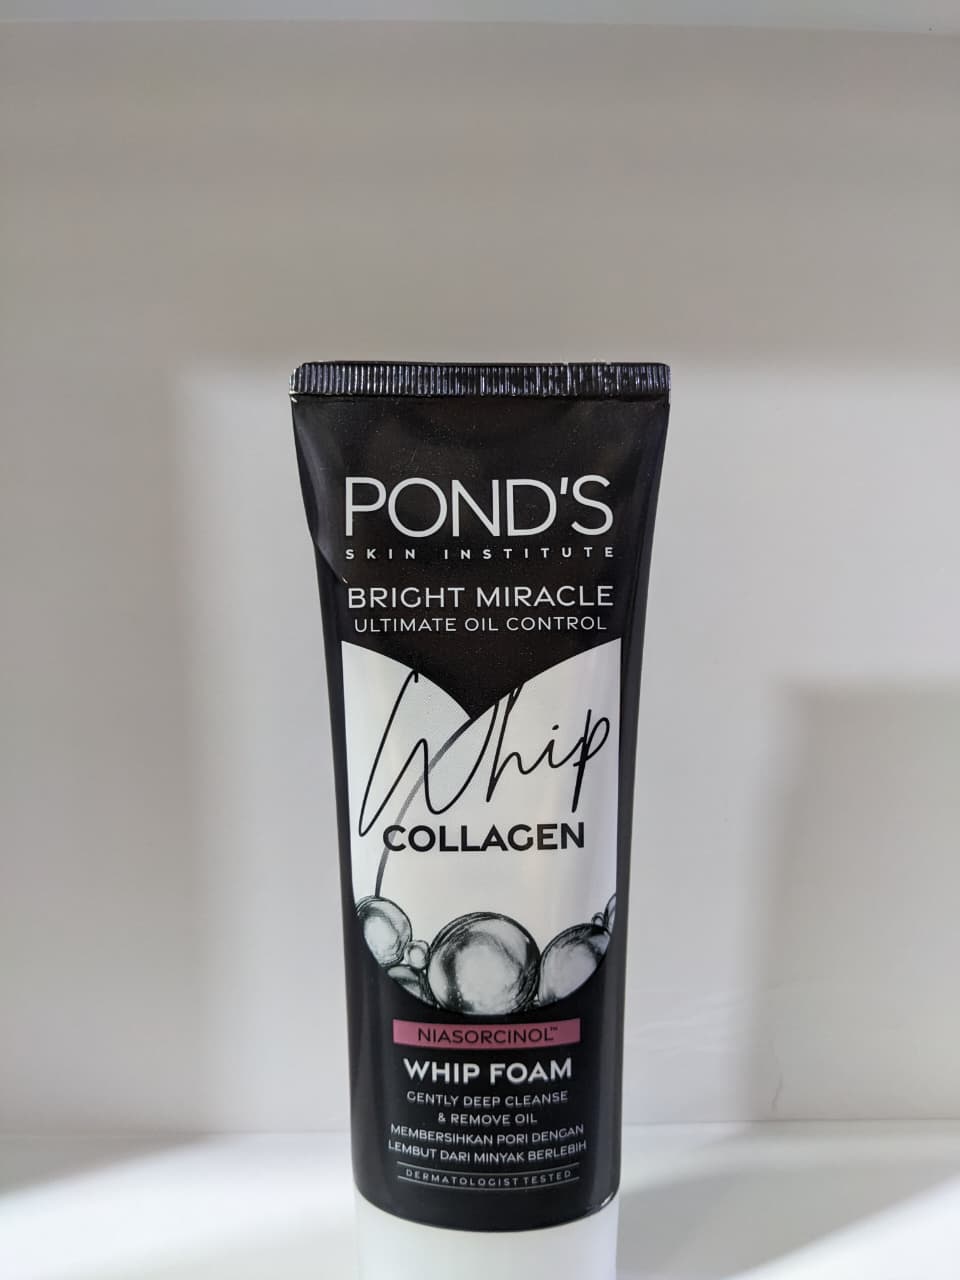 POND'S
SKIN INSTITUTE
BRIGHT MIRACLE
ULTIMATE OIL CONTROL
Whip
COLLAGEN
NIASORCINOL™
WHIP FOAM
GENTLY DEEP CLEANSE
& REMOVE OIL
MEMBERSIHKAN PORI DENGAN
LEMBUT DARI MINYAK BERLEBIH
DERMATOLOGIST TESTED